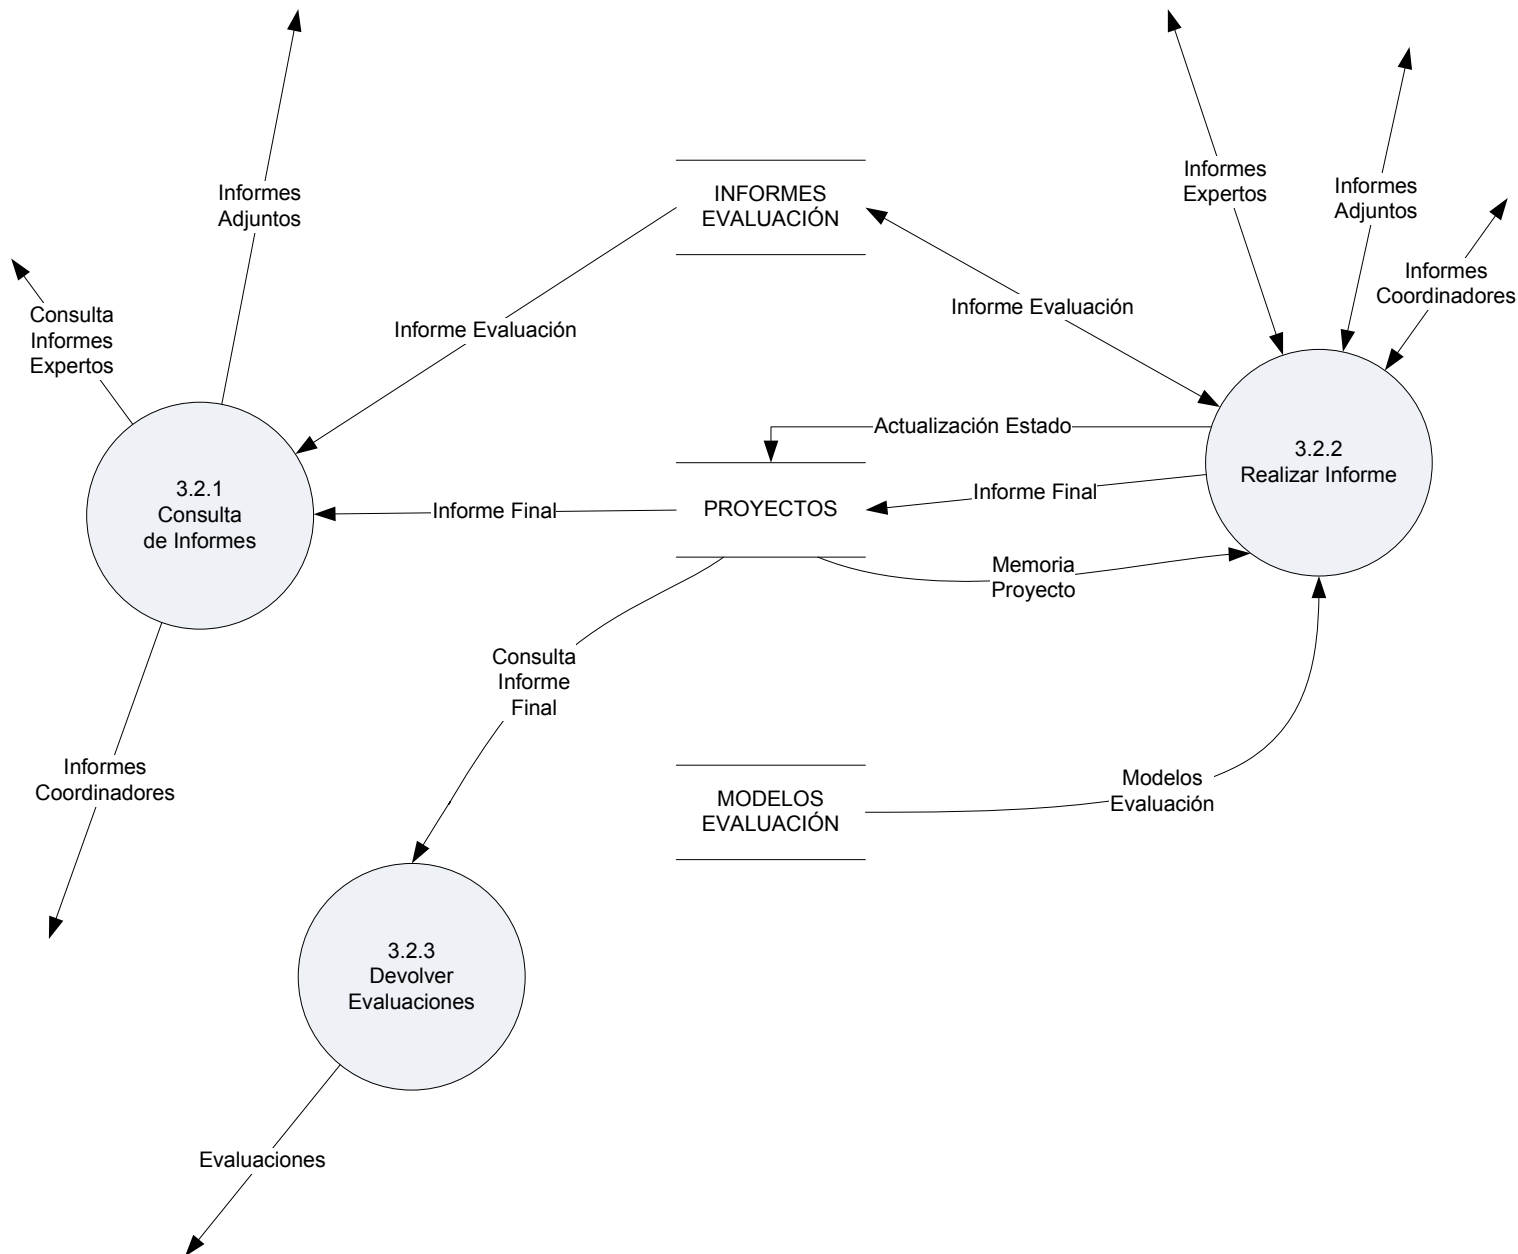 Informes
Adjuntos
INFORMES
EVALUACIÓN
Informes
Expertos
Informes
Adjuntos
Informes
Coordinadores
Consulta
Informes
Expertos
Informe Evaluación
Informe Evaluación
Actualización Estado
3.2.2
Realizar Informe
3.2.1
Consulta
de Informes
Informe Final
PROYECTOS
Informe Final
Memoria
Proyecto
Consulta
Informe
Final
Informes
Coordinadores
MODELOS
EVALUACIÓN
Modelos
Evaluación
3.2.3
Devolver
Evaluaciones
Evaluaciones